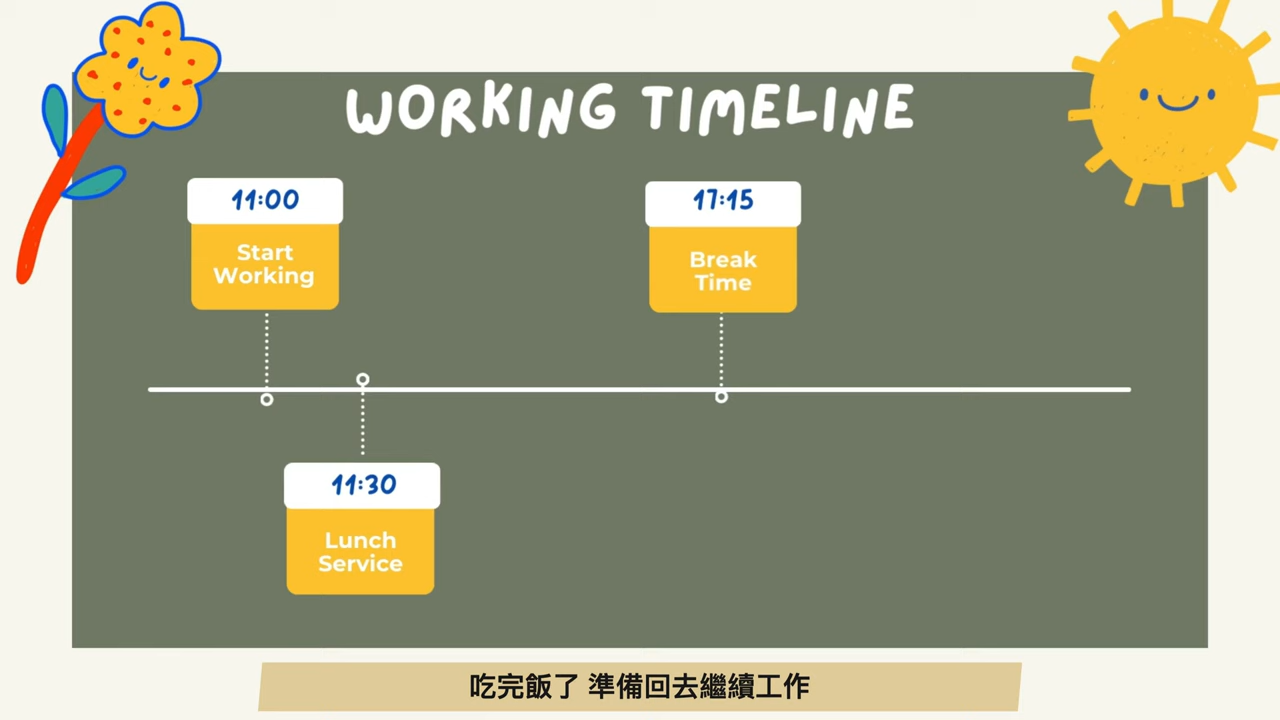 WORKING TIMELINE
11:00
Start
Working
17:15
Break
Time
11:30
Lunch
Service
吃完飯了 準備回去繼續工作